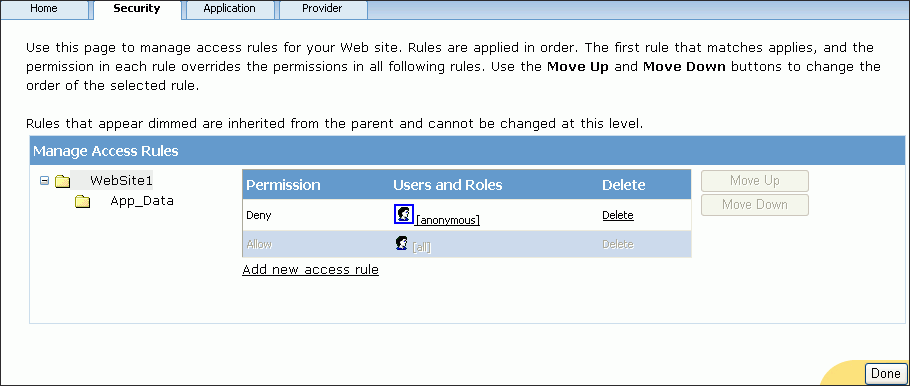 Home Security Application Provider
Use this page to manage access rules for your Web site. Rules are applied in order. The first rule that matches applies, and the
permission in each rule overrides the permissions in all following rules. Use the Move Up and Move Down buttons to change the
order of the selected rule.
Rules that appear dimmed are inherited from the parent and cannot be changed at this level.
Manage Access Rules
WebSite1
App_Data
Permission Users and Roles Delete
Deny [anonymous] Delete
Allow [all] Delete
Add new access rule
Move Up
Move Down
Done